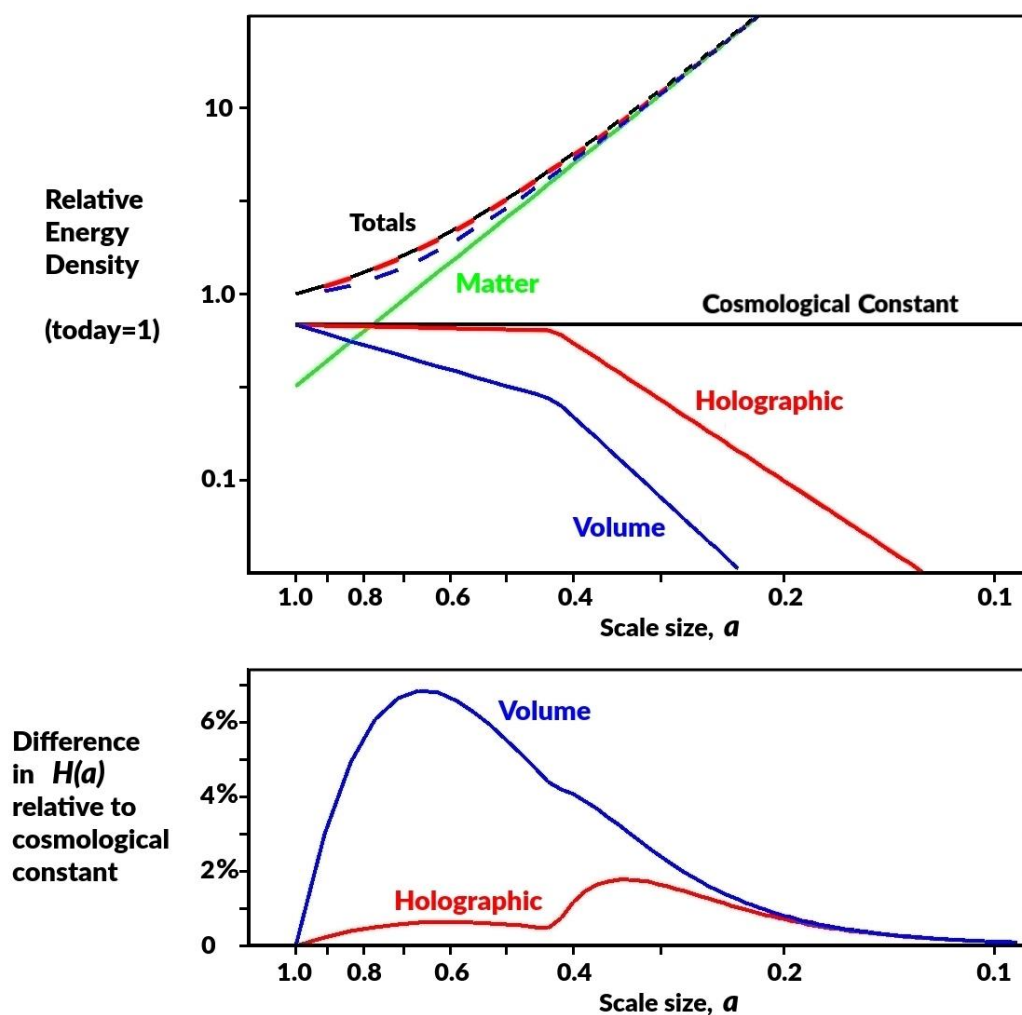 10
Relative
Energy
Density
(today=1)
Totals
Matter
1.0
Cosmological Constant
Holographic
0.1
Volume
1.0 0.8 0.6 0.4 0.2 0.1
Scale size, a
Difference
in H(a)
relative to
cosmological
constant
Volume
6%
4%
2%
Holographic
0
1.0 0.8 0.6 0.4 0.2 0.1
Scale size, a